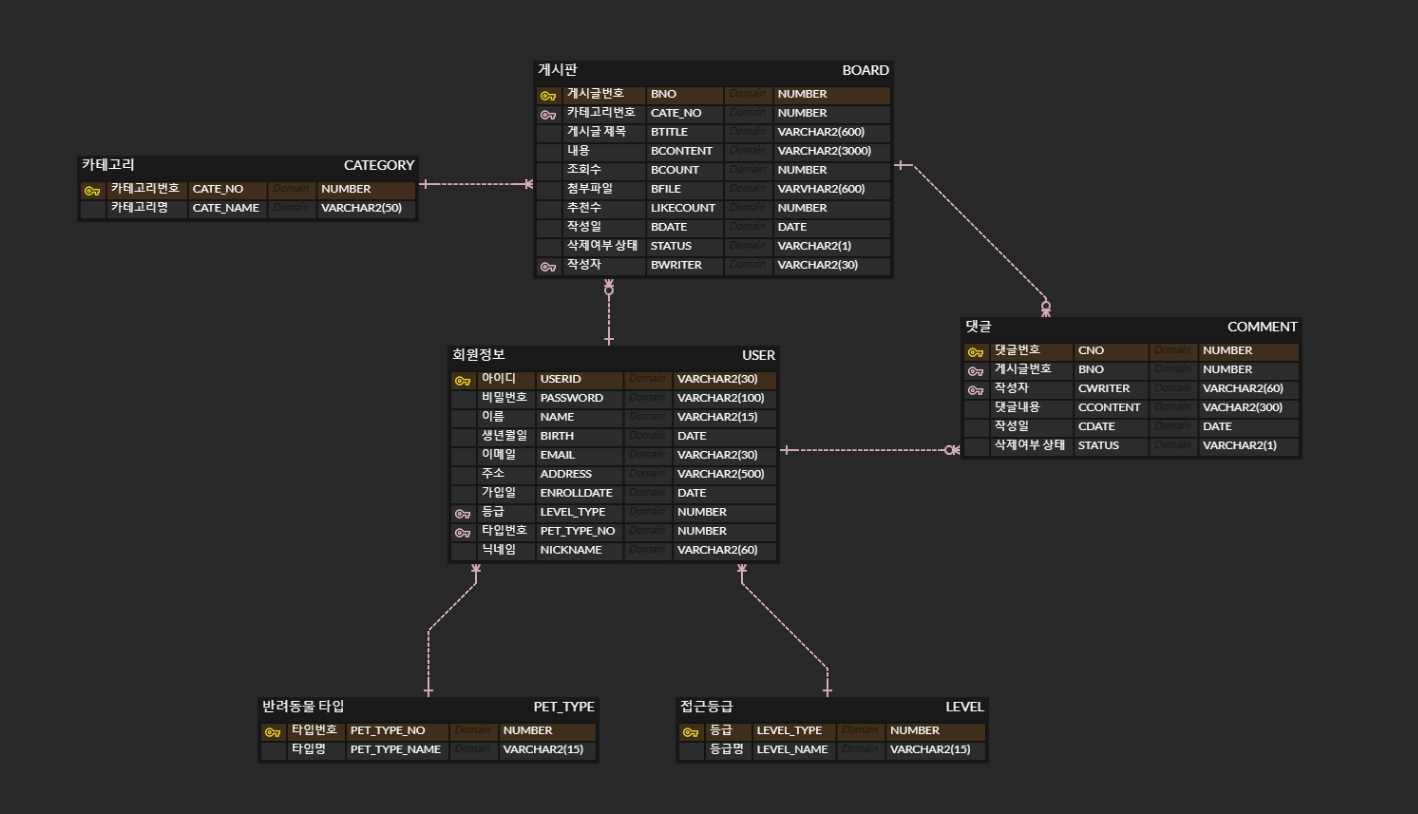 게시판 BOARD
게시글번호 BNO Domain NUMBER
카테고리번호 CATE_NO Domain NUMBER
게시글 제목 BTITLE Domain VARCHAR2(600)
내용 BCONTENT Domain VARCHAR2(3000)
조회수 BCOUNT Domain NUMBER
첨부파일 BFILE Domain VARVHAR2(600)
추천수 LIKECOUNT Domain NUMBER
작성일 BDATE Domain DATE
삭제여부 상태 STATUS Domain VARCHAR2(1)
작성자 BWRITER Domain VARCHAR2(30)
카테고리 CATEGORY
카테고리번호 CATE_NO Domain NUMBER
카테고리명 CATE_NAME Domain VARCHAR2(50)
댓글 COMMENT
댓글번호 CNO Domain NUMBER
게시글번호 BNO Domain NUMBER
작성자 CWRITER Domain VARCHAR2(60)
댓글내용 CCONTENT Domain VACHAR2(300)
작성일 CDATE Domain DATE
삭제여부 상태 STATUS Domain VARCHAR2(1)
회원정보 USER
아이디 USERID Domain VARCHAR2(30)
비밀번호 PASSWORD Domain VARCHAR2(100)
이름 NAME Domain VARCHAR2(15)
생년월일 BIRTH Domain DATE
이메일 EMAIL Domain VARCHAR2(30)
주소 ADDRESS Domain VARCHAR2(500)
가입일 ENROLLDATE Domain DATE
등급 LEVEL_TYPE Domain NUMBER
타입번호 PET_TYPE_NO Domain NUMBER
닉네임 NICKNAME Domain VARCHAR2(60)
반려동물 타입 PET_TYPE
타입번호 PET_TYPE_NO Domain NUMBER
타입명 PET_TYPE_NAME Domain VARCHAR2(15)
접근등급 LEVEL
등급 LEVEL_TYPE Domain NUMBER
등급명 LEVEL_NAME Domain VARCHAR2(15)